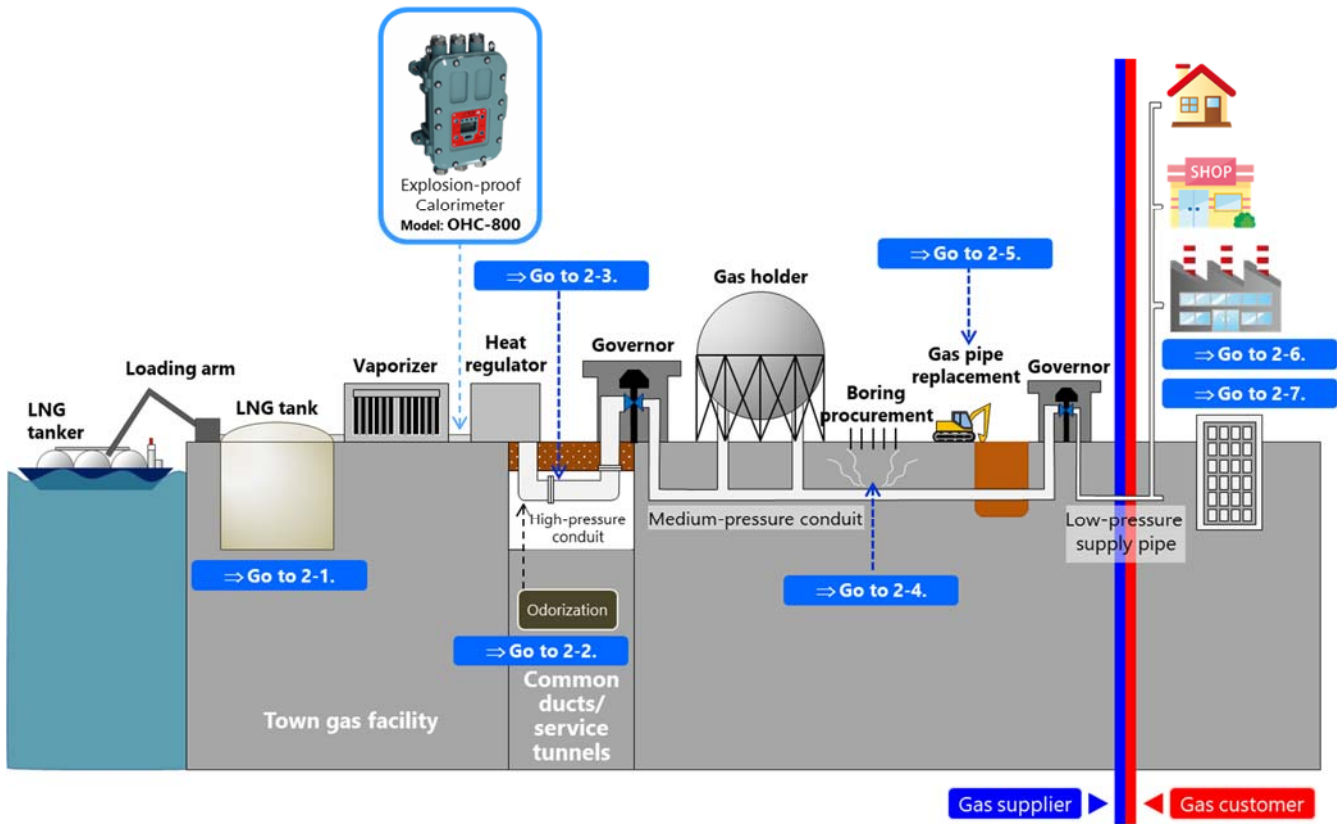 Explosion-proof
Calorimeter
Model: OHC-800
⇒ Go to 2-3.
Gas holder
⇒ Go to 2-5.
SHOP
Loading arm
Vaporizer
Heat
regulator
Governor
Gas pipe
replacement
Governor
⇒ Go to 2-6.
⇒ Go to 2-7.
LNG
tanker
LNG tank
Boring
procurement
High-pressure
conduit
Medium-pressure conduit
Low-pressure
supply pipe
⇒ Go to 2-1.
⇒ Go to 2-4.
Odorization
⇒ Go to 2-2.
Town gas facility
Common
ducts/
service
tunnels
Gas supplier
Gas customer